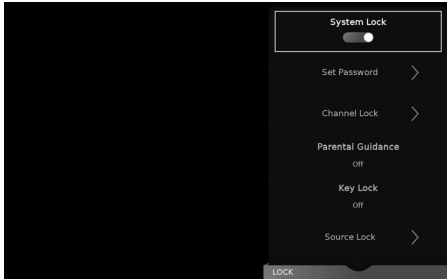 System Lock
Set Password
Channel Lock
Parental Guidance
Off
Key Lock
Off
Source Lock
LOCK